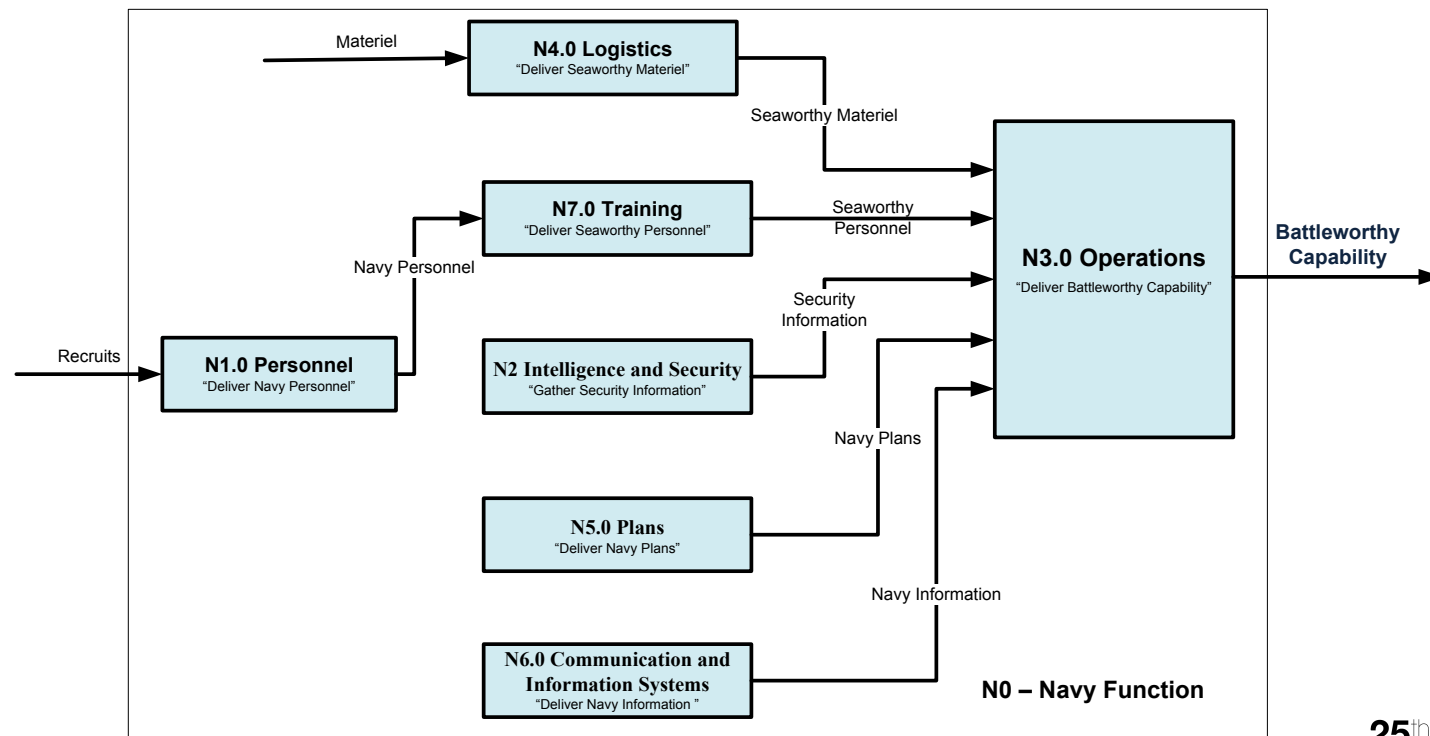 Materiel
N4.0 Logistics
“Deliver Seaworthy Materiel”
Seaworthy Materiel
N7.0 Training
“Deliver Seaworthy Personnel”
Seaworthy
Personnel
Navy Personnel
N3.0 Operations
“Deliver Battleworthy Capability”
Battleworthy
Capability
Security
Information
Recruits
N1.0 Personnel
“Deliver Navy Personnel”
N2 Intelligence and Security
“Gather Security Information”
Navy Plans
N5.0 Plans
“Deliver Navy Plans”
Navy Information
N6.0 Communication and
Information Systems
“Deliver Navy Information ”
N0 – Navy Function
25th